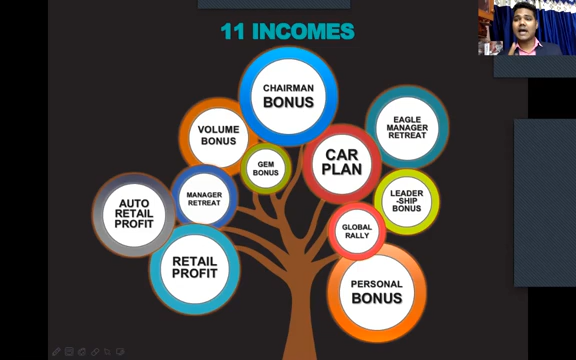 11 INCOMES
CHAIRMAN
BONUS
EAGLE
MANAGER
RETREAT
VOLUME
BONUS
GEM
BONUS
CAR
PLAN
MANAGER
RETREAT
LEADER
-SHIP
BONUS
AUTO
RETAIL
PROFIT
GLOBAL
RALLY
RETAIL
PROFIT
PERSONAL
BONUS